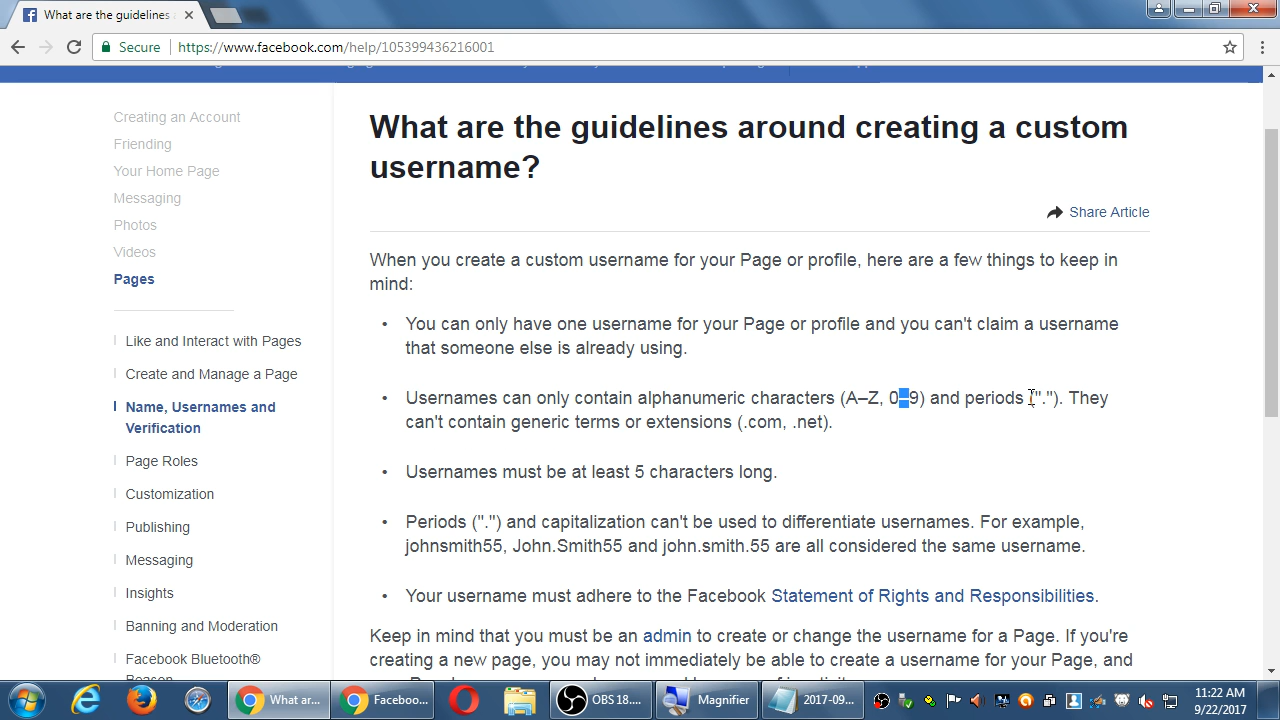 What are the guidelines
Secure
https://www.facebook.com/help/105399436216001
Creating an Account
Friending
Your Home Page
Messaging
Photos
Videos
Pages
Like and Interact with Pages
Create and Manage a Page
Name, Usernames and
Verification
Page Roles
Customization
Publishing
Messaging
Insights
Banning and Moderation
Facebook Bluetooth®
What are the guidelines around creating a custom
username?
Share Article
When you create a custom username for your Page or profile, here are a few things to keep in
mind:
• You can only have one username for your Page or profile and you can't claim a username
that someone else is already using.
• Usernames can only contain alphanumeric characters (A–Z, 0–9) and periods ("."). They
can't contain generic terms or extensions (.com, .net).
• Usernames must be at least 5 characters long.
• Periods (".") and capitalization can't be used to differentiate usernames. For example,
johnsmith55, John.Smith55 and john.smith.55 are all considered the same username.
• Your username must adhere to the Facebook Statement of Rights and Responsibilities.
Keep in mind that you must be an admin to create or change the username for a Page. If you're
creating a new page, you may not immediately be able to create a username for your Page, and
What ar...
Faceboo...
OBS 18....
Magnifier
2017-09...
11:22 AM
9/22/2017